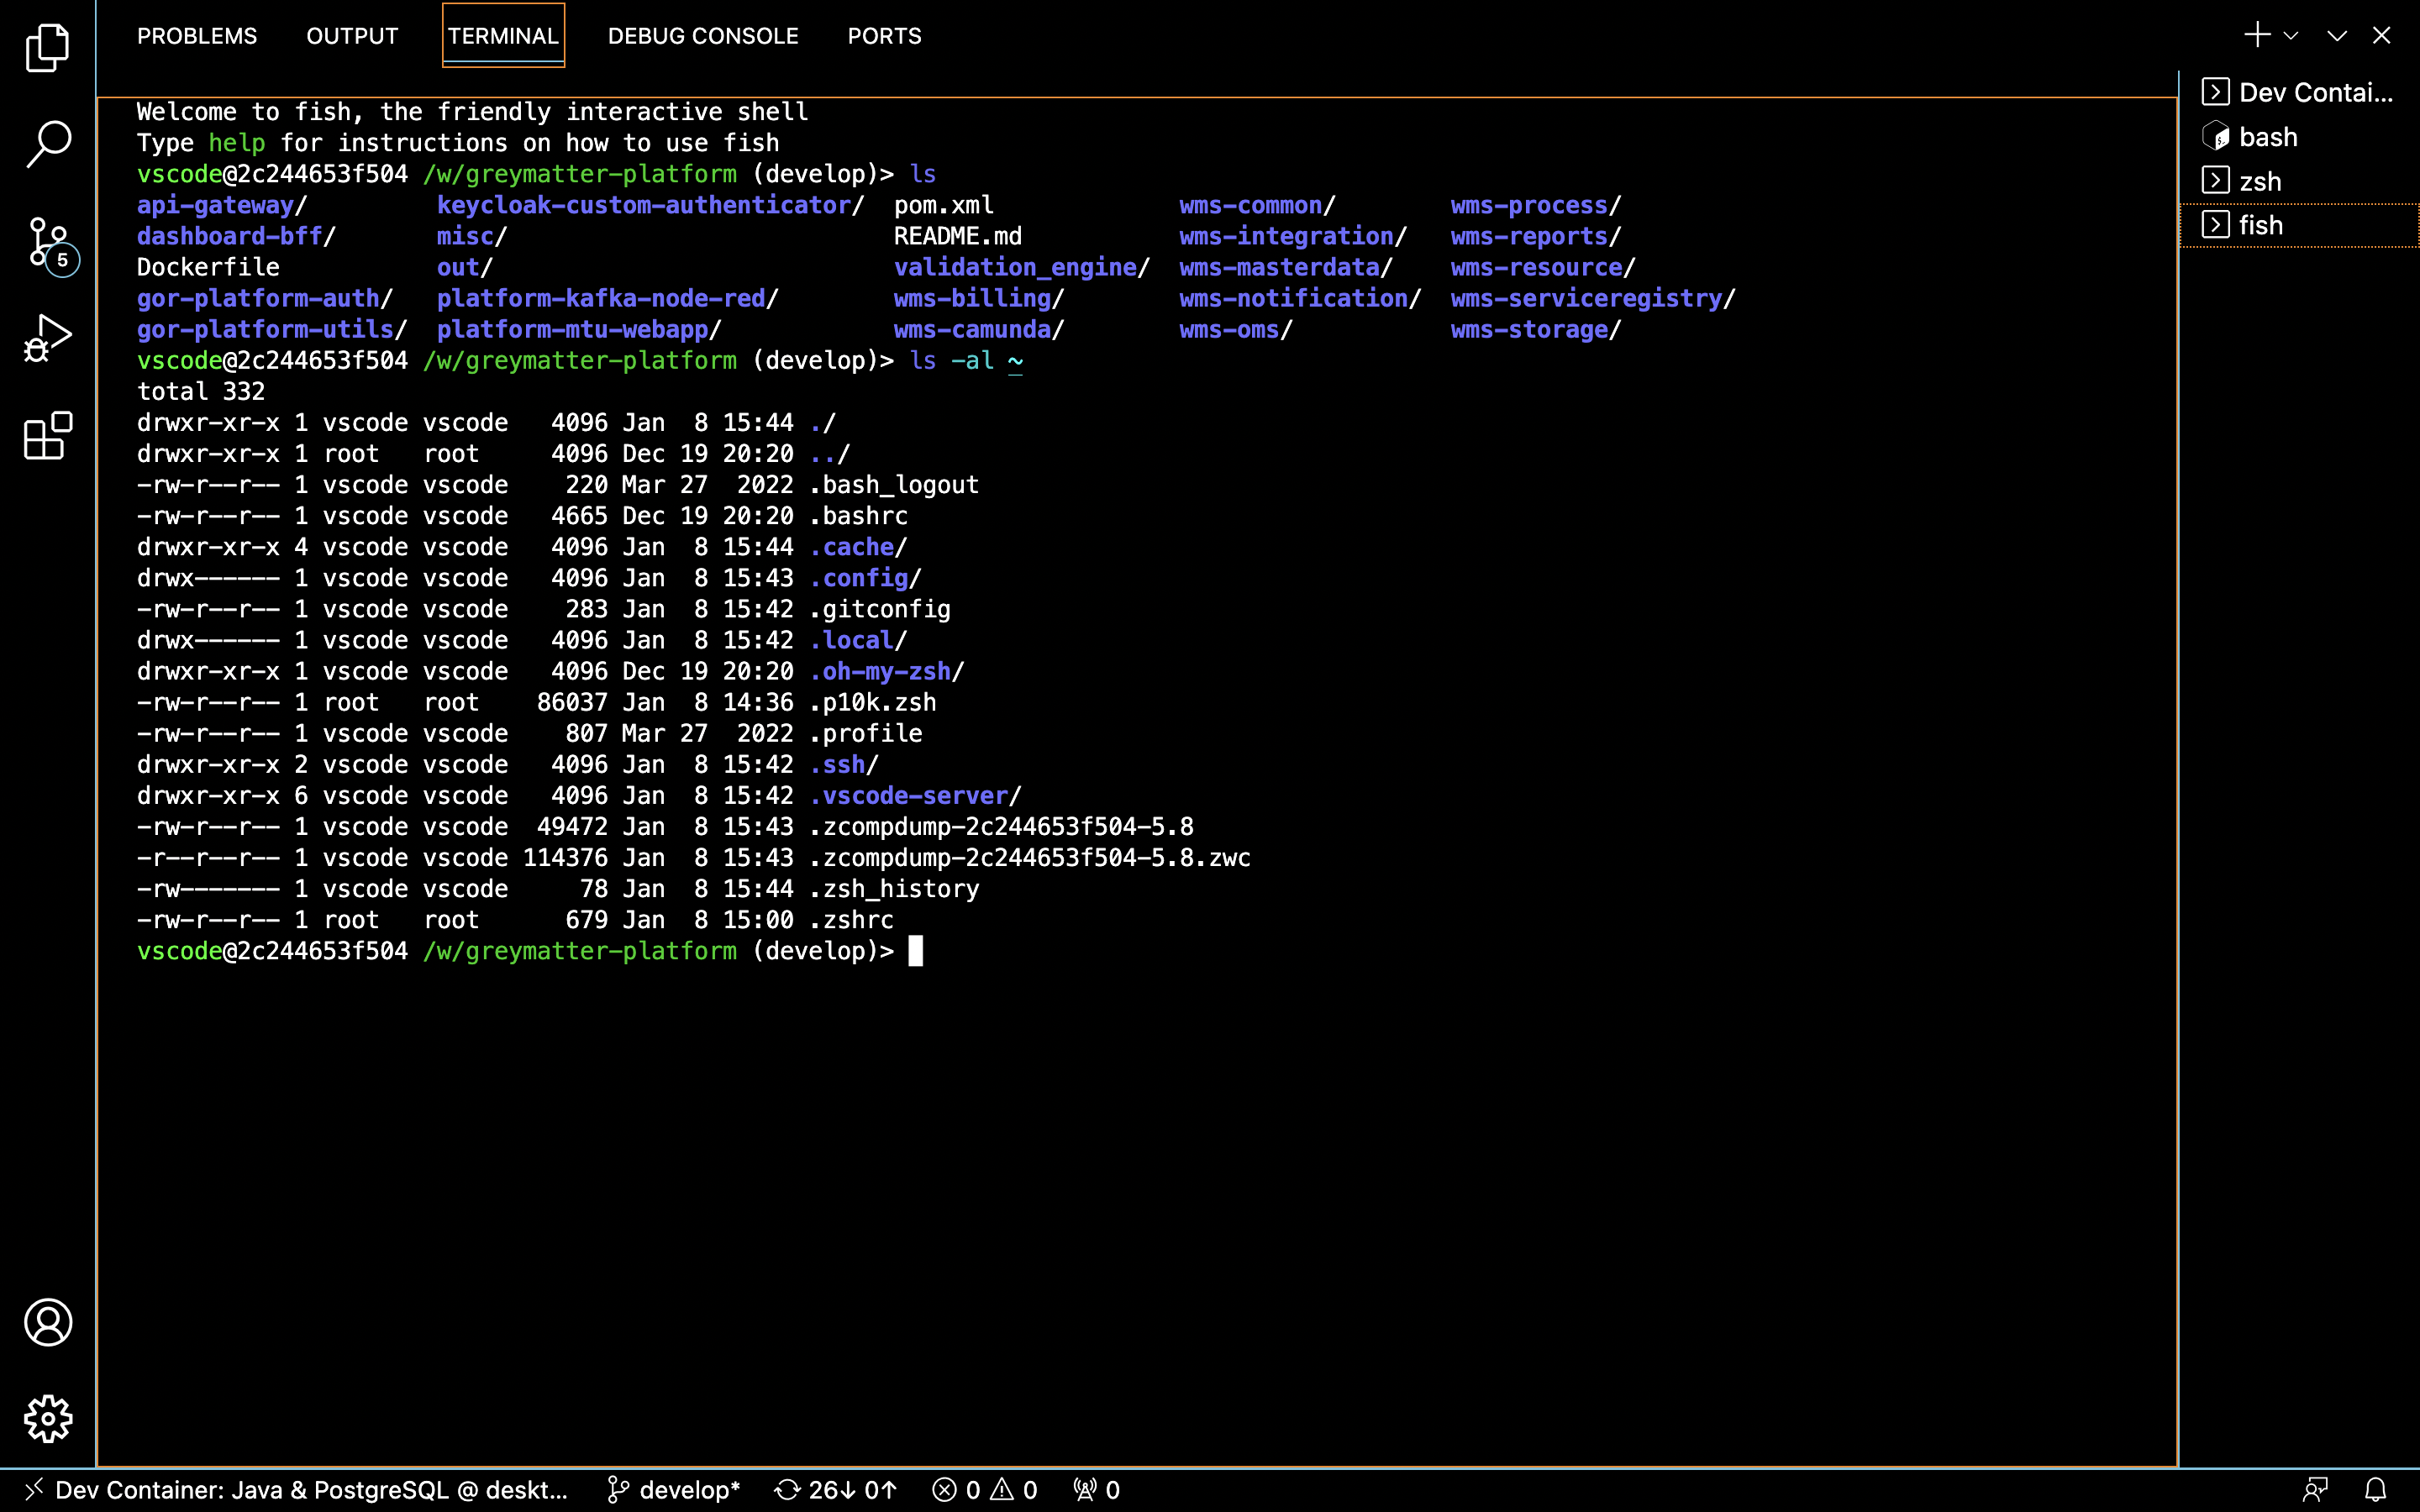 PROBLEMS OUTPUT TERMINAL DEBUG CONSOLE PORTS
Welcome to fish, the friendly interactive shell
Type help for instructions on how to use fish
vscode@2c244653f504 /w/greymatter-platform (develop)> ls
api-gateway/ keycloak-custom-authenticator/ pom.xml wms-common/ wms-process/
dashboard-bff/ misc/ README.md wms-integration/ wms-reports/
Dockerfile out/ validation_engine/ wms-masterdata/ wms-resource/
gor-platform-auth/ platform-kafka-node-red/ wms-billing/ wms-notification/ wms-serviceregistry/
gor-platform-utils/ platform-mtu-webapp/ wms-camunda/ wms-oms/ wms-storage/
vscode@2c244653f504 /w/greymatter-platform (develop)> ls -al ~
total 332
drwxr-xr-x 1 vscode vscode 4096 Jan 8 15:44 ./
drwxr-xr-x 1 root root 4096 Dec 19 20:20 ../
-rw-r--r-- 1 vscode vscode 220 Mar 27 2022 .bash_logout
-rw-r--r-- 1 vscode vscode 4665 Dec 19 20:20 .bashrc
drwxr-xr-x 4 vscode vscode 4096 Jan 8 15:44 .cache/
drwx------ 1 vscode vscode 4096 Jan 8 15:43 .config/
-rw-r--r-- 1 vscode vscode 283 Jan 8 15:42 .gitconfig
drwx------ 1 vscode vscode 4096 Jan 8 15:42 .local/
drwxr-xr-x 1 vscode vscode 4096 Dec 19 20:20 .oh-my-zsh/
-rw-r--r-- 1 root root 86037 Jan 8 14:36 .p10k.zsh
-rw-r--r-- 1 vscode vscode 807 Mar 27 2022 .profile
drwxr-xr-x 2 vscode vscode 4096 Jan 8 15:42 .ssh/
drwxr-xr-x 6 vscode vscode 4096 Jan 8 15:42 .vscode-server/
-rw-r--r-- 1 vscode vscode 49472 Jan 8 15:43 .zcompdump-2c244653f504-5.8
-r--r--r-- 1 vscode vscode 114376 Jan 8 15:43 .zcompdump-2c244653f504-5.8.zwc
-rw------- 1 vscode vscode 78 Jan 8 15:44 .zsh_history
-rw-r--r-- 1 root root 679 Jan 8 15:00 .zshrc
vscode@2c244653f504 /w/greymatter-platform (develop)>
Dev Contai...
bash
zsh
fish
5
Dev Container: Java & PostgreSQL @ deskt... develop* 26↓ 0↑ 0 0 0